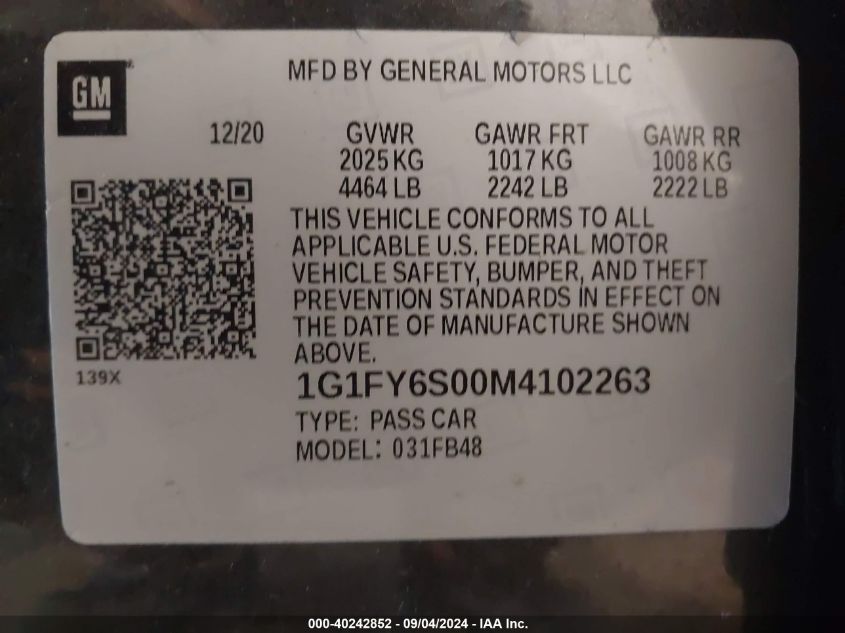 GM
MFD BY GENERAL MOTORS LLC
12/20 GVWR GAWR FRT GAWR RR
2025 KG 1017 KG 1008 KG
4464 LB 2242 LB 2222 LB
THIS VEHICLE CONFORMS TO ALL
APPLICABLE U.S. FEDERAL MOTOR
VEHICLE SAFETY, BUMPER, AND THEFT
PREVENTION STANDARDS IN EFFECT ON
THE DATE OF MANUFACTURE SHOWN
ABOVE.
139X
1G1FY6S00M4102263
TYPE: PASS CAR
MODEL: 031FB48
000-40242852 - 09/04/2024 - IAA Inc.